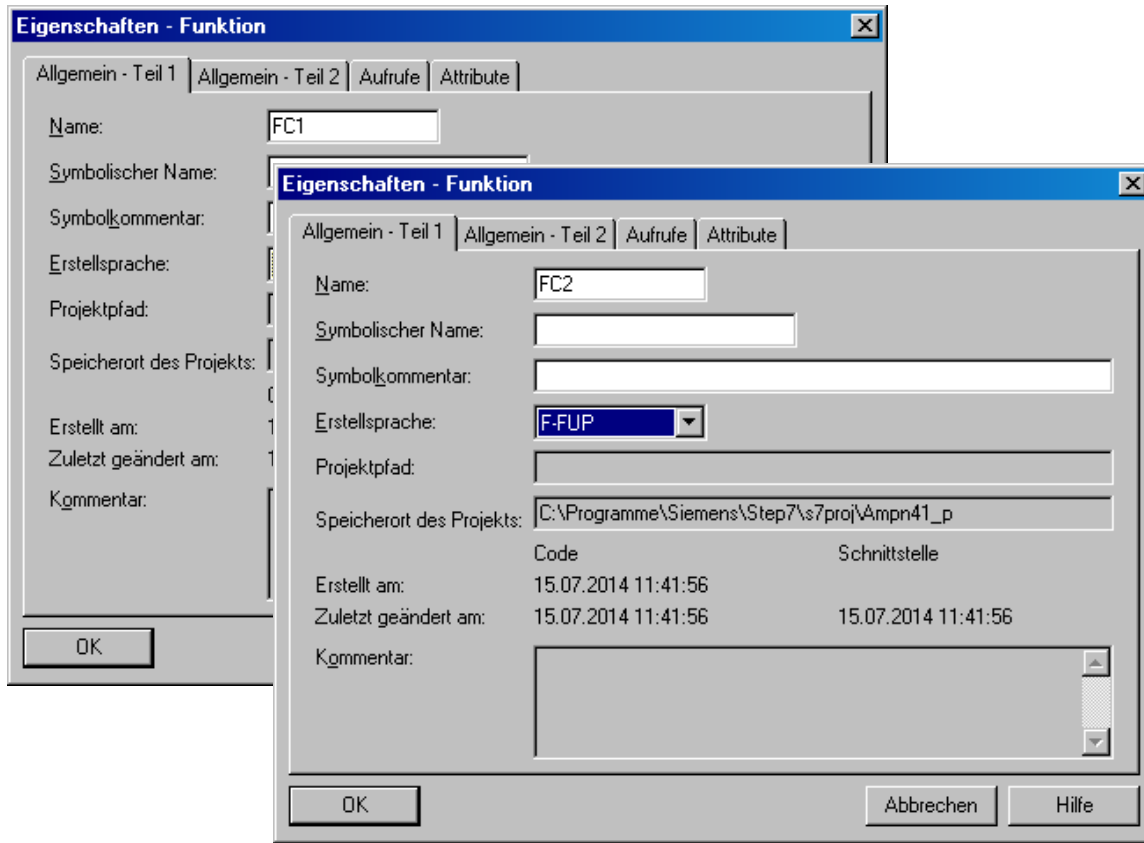 Eigenschaften - Funktion
Allgemein - Teil 1 Allgemein - Teil 2 Aufrufe Attribute
Name: FC1
Symbolischer Name:
Symbolkommentar:
Erstellsprache:
Projektpfad:
Speicherort des Projekts:
Erstellt am: 1
Zuletzt geändert am: 1
Kommentar:
OK
Eigenschaften - Funktion
Allgemein - Teil 1 Allgemein - Teil 2 Aufrufe Attribute
Name: FC2
Symbolischer Name:
Symbolkommentar:
Erstellsprache: F-FUP
Projektpfad:
Speicherort des Projekts: C:\Programme\Siemens\Step7\s7proj\Ampn41_p
Code Schnittstelle
Erstellt am: 15.07.2014 11:41:56
Zuletzt geändert am: 15.07.2014 11:41:56 15.07.2014 11:41:56
Kommentar:
OK Abbrechen Hilfe